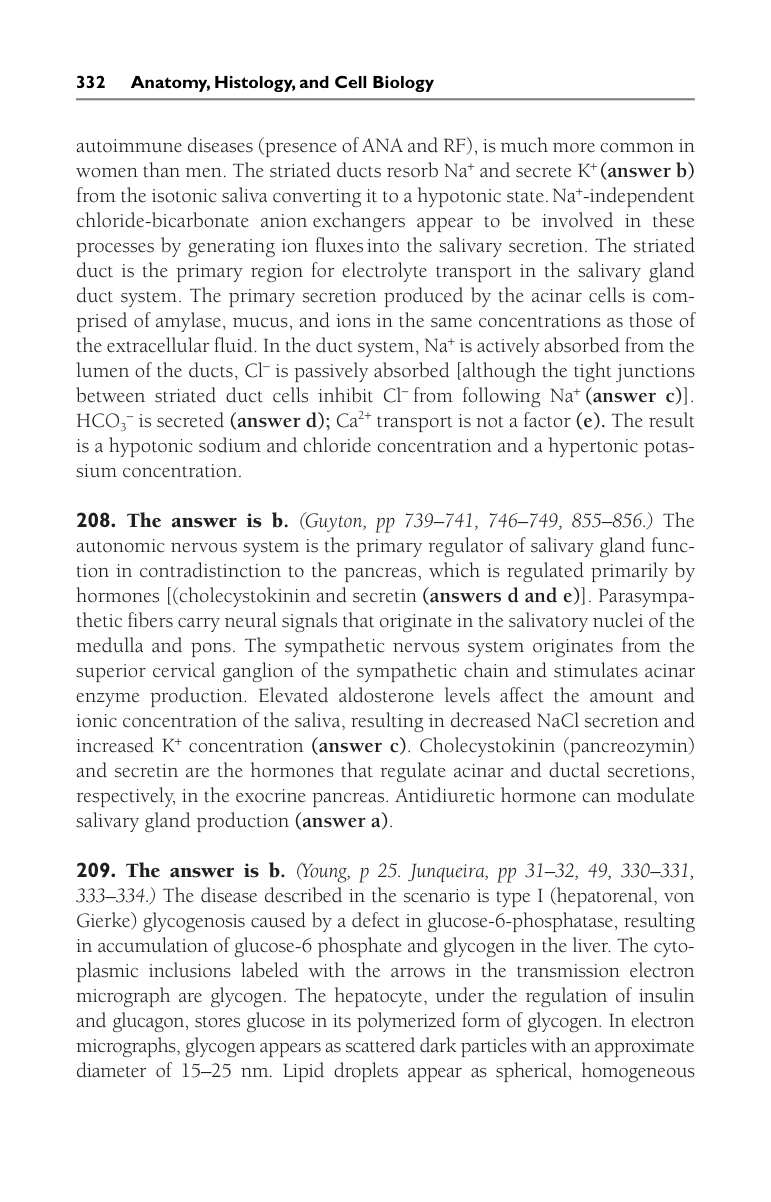 332 Anatomy, Histology, and Cell Biology
autoimmune diseases (presence of ANA and RF), is much more common in
women than men. The striated ducts resorb Na⁺ and secrete K⁺ (answer b)
from the isotonic saliva converting it to a hypotonic state. Na⁺-independent
chloride-bicarbonate anion exchangers appear to be involved in these
processes by generating ion fluxes into the salivary secretion. The striated
duct is the primary region for electrolyte transport in the salivary gland
duct system. The primary secretion produced by the acinar cells is com-
prised of amylase, mucus, and ions in the same concentrations as those of
the extracellular fluid. In the duct system, Na⁺ is actively absorbed from the
lumen of the ducts, Cl⁻ is passively absorbed [although the tight junctions
between striated duct cells inhibit Cl⁻ from following Na⁺ (answer c)].
HCO₃⁻ is secreted (answer d); Ca²⁺ transport is not a factor (e). The result
is a hypotonic sodium and chloride concentration and a hypertonic potas-
sium concentration.
208. The answer is b. (Guyton, pp 739–741, 746–749, 855–856.) The
autonomic nervous system is the primary regulator of salivary gland func-
tion in contradistinction to the pancreas, which is regulated primarily by
hormones [(cholecystokinin and secretin (answers d and e)]. Parasympa-
thetic fibers carry neural signals that originate in the salivatory nuclei of the
medulla and pons. The sympathetic nervous system originates from the
superior cervical ganglion of the sympathetic chain and stimulates acinar
enzyme production. Elevated aldosterone levels affect the amount and
ionic concentration of the saliva, resulting in decreased NaCl secretion and
increased K⁺ concentration (answer c). Cholecystokinin (pancreozymin)
and secretin are the hormones that regulate acinar and ductal secretions,
respectively, in the exocrine pancreas. Antidiuretic hormone can modulate
salivary gland production (answer a).
209. The answer is b. (Young, p 25. Junqueira, pp 31–32, 49, 330–331,
333–334.) The disease described in the scenario is type I (hepatorenal, von
Gierke) glycogenosis caused by a defect in glucose-6-phosphatase, resulting
in accumulation of glucose-6 phosphate and glycogen in the liver. The cyto-
plasmic inclusions labeled with the arrows in the transmission electron
micrograph are glycogen. The hepatocyte, under the regulation of insulin
and glucagon, stores glucose in its polymerized form of glycogen. In electron
micrographs, glycogen appears as scattered dark particles with an approximate
diameter of 15–25 nm. Lipid droplets appear as spherical, homogeneous